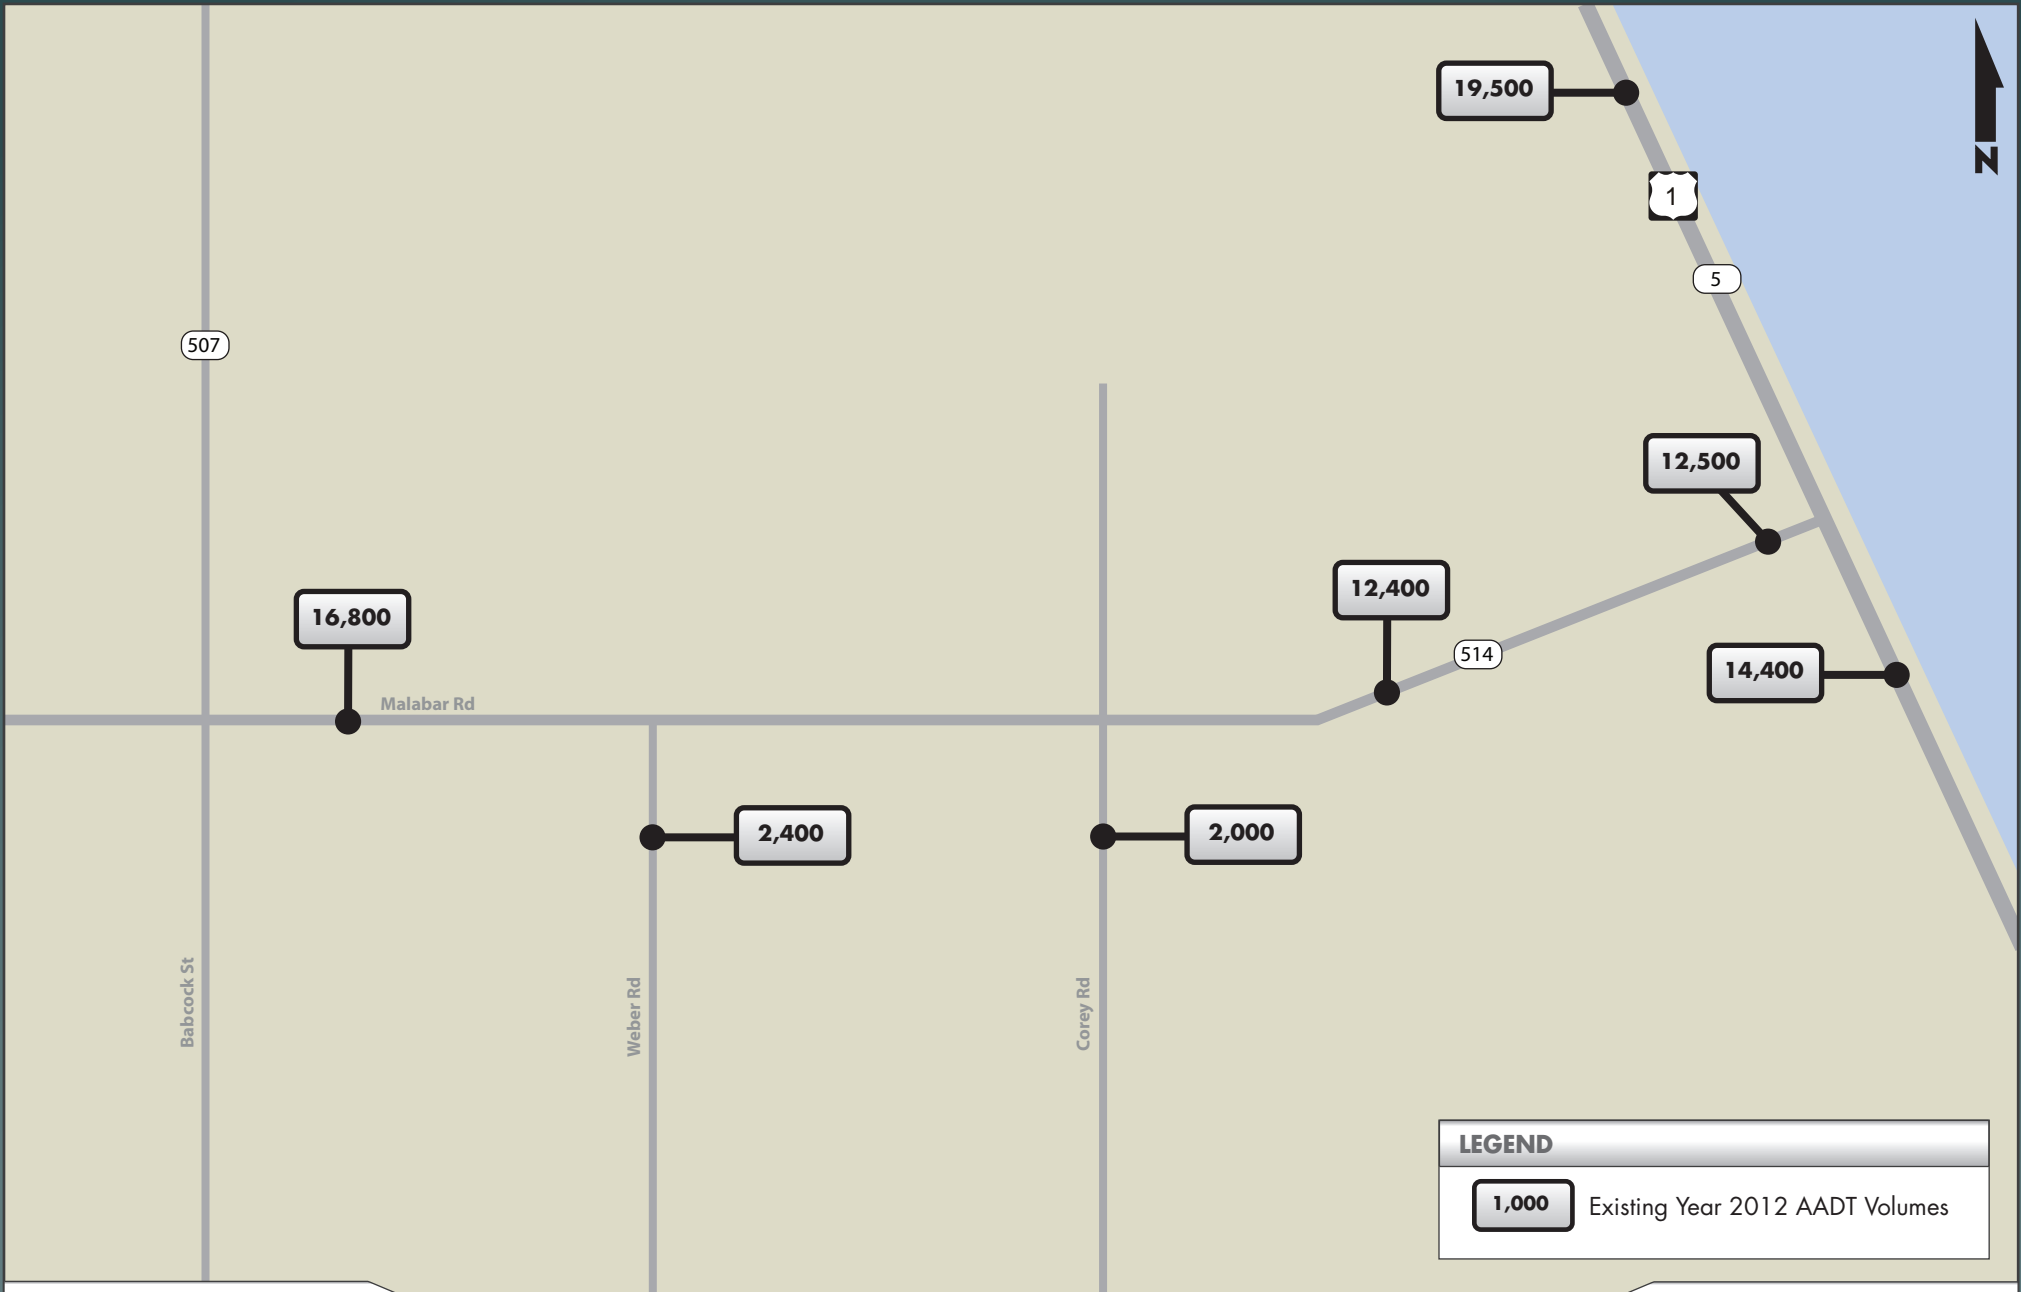 19,500
N
1
5
507
12,500
12,400
16,800
514
14,400
Malabar Rd
2,400
2,000
Babcock St
Weber Rd
Corey Rd
LEGEND
1,000 Existing Year 2012 AADT Volumes